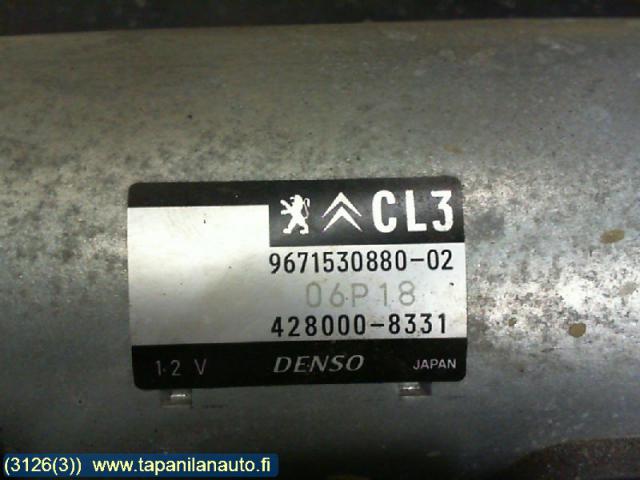 CL3
9671530880-02
06P18
428000-8331
12 V DENSO JAPAN
(3126(3)) www.tapanilanauto.fi